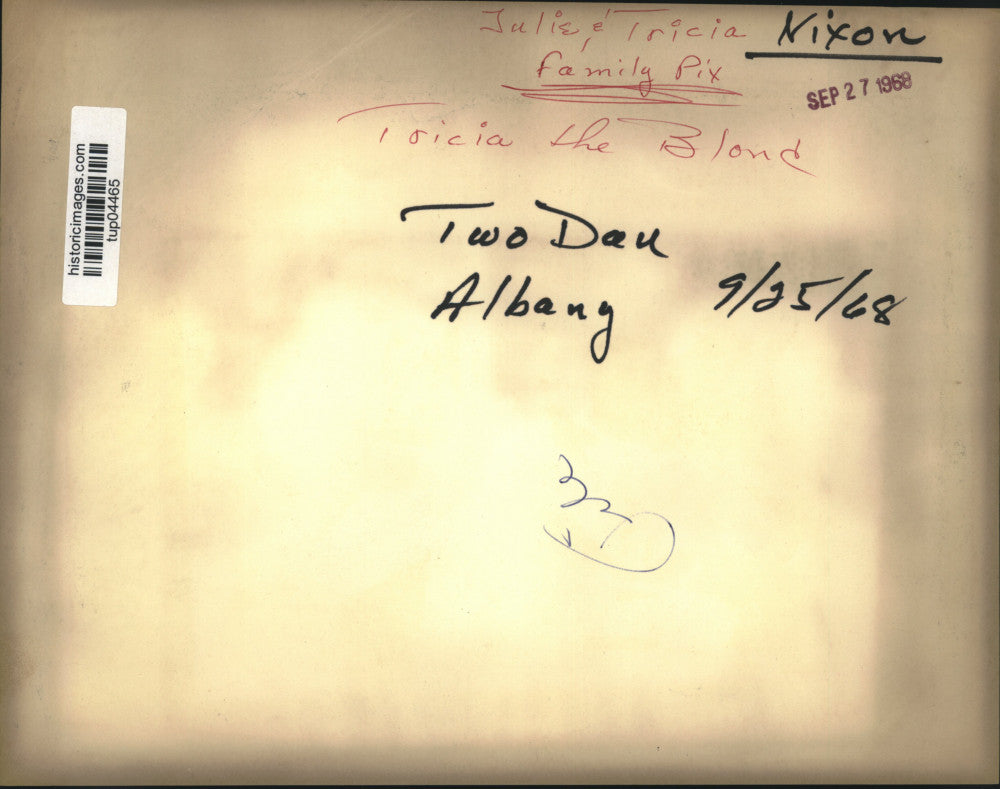 Julie & Tricia Nixon
Family Pix
SEP 27 1968
Tricia the Blond
historicimages.com
tup04465
Two Dau
Albany 9/25/68